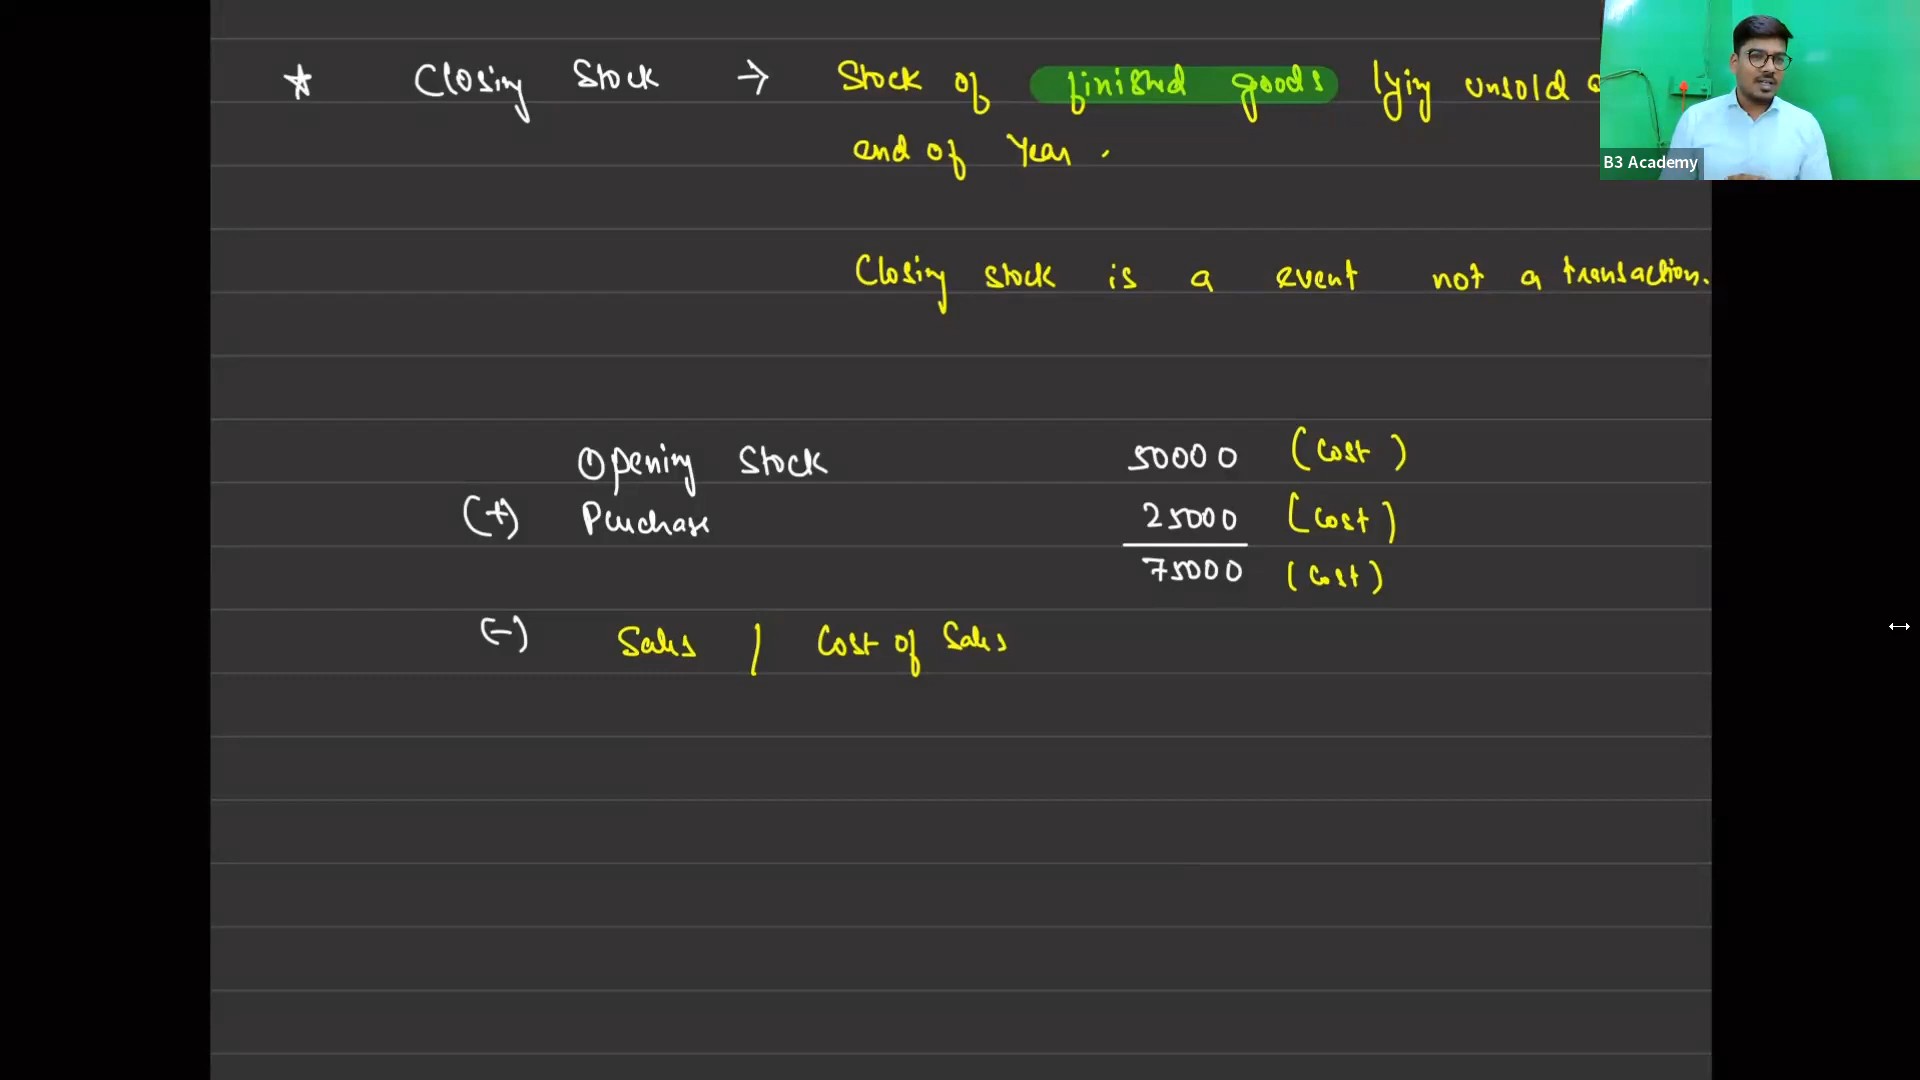 ★ Closing Stock → Stock of finished goods lying unsold
end of Year.
B3 Academy
Closing stock is a event not a transaction.
Opening Stock 50000 (Cost)
(+) Purchase 25000 (Cost)
75000 (Cost)
(-) Sales / Cost of Sales